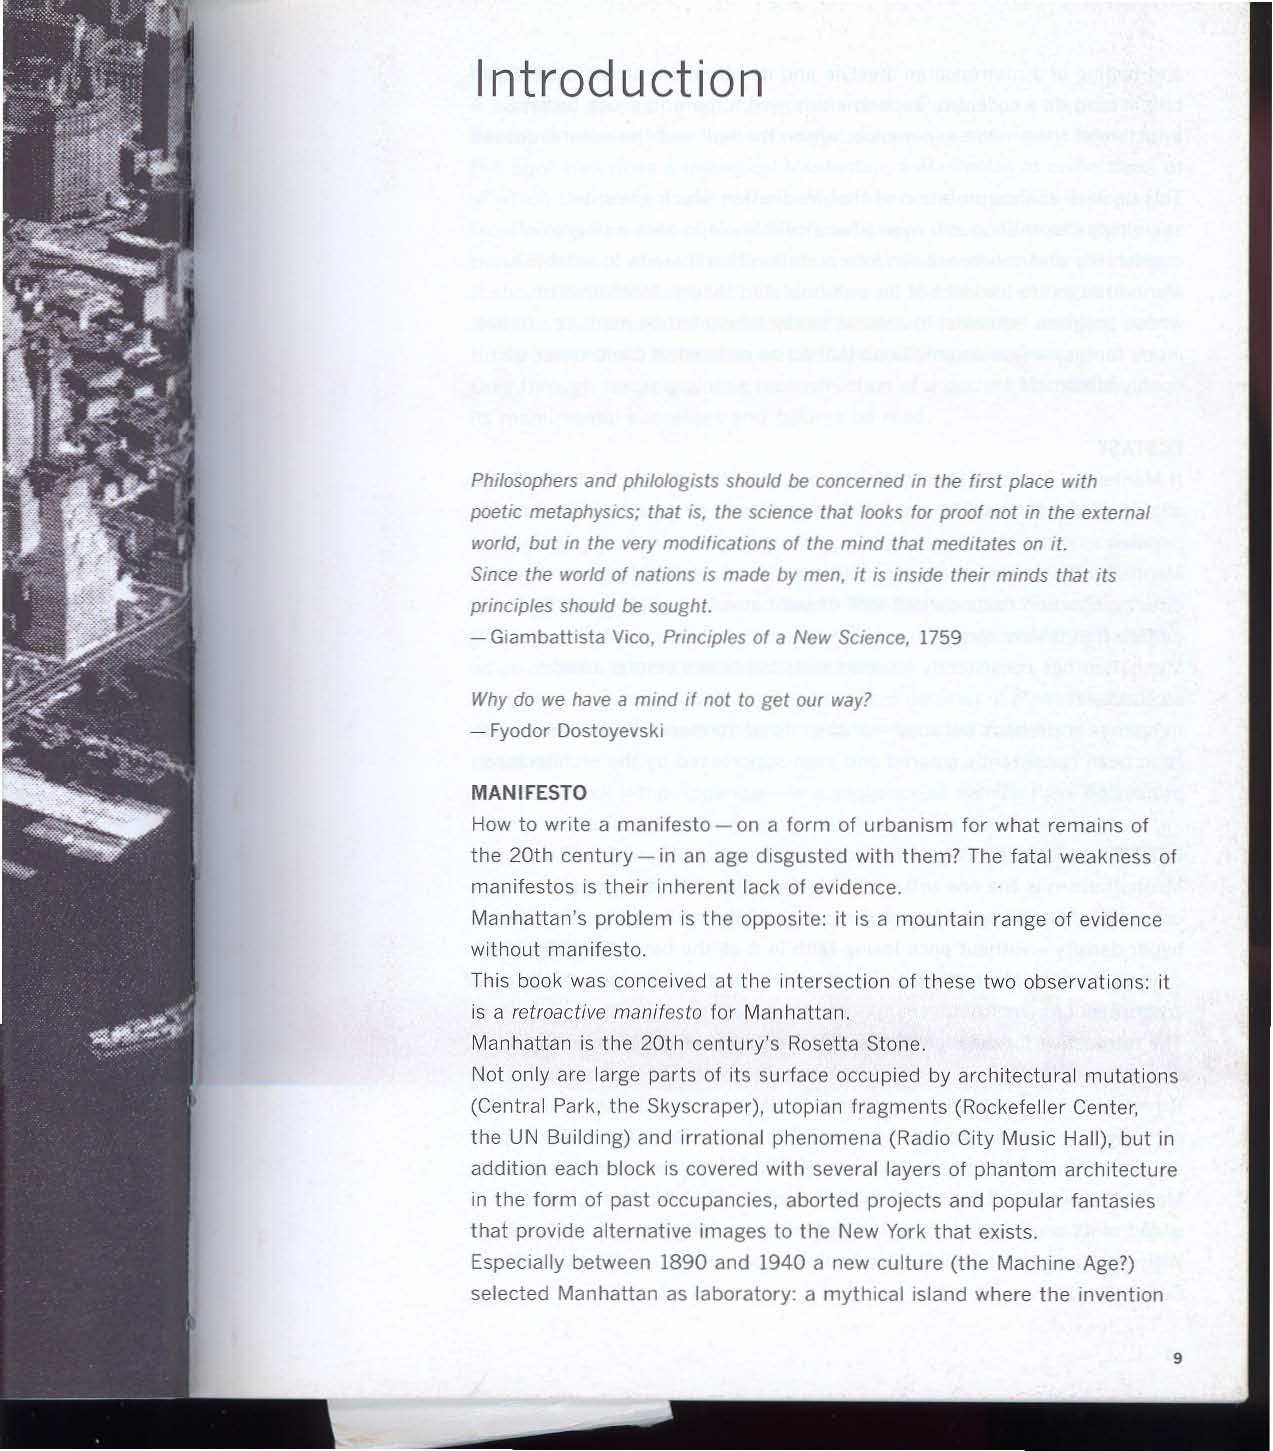 Introduction
Philosophers and philologists should be concerned in the first place with
poetic metaphysics; that is, the science that looks for proof not in the external
world, but in the very modifications of the mind that meditates on it.
Since the world of nations is made by men, it is inside their minds that its
principles should be sought.
— Giambattista Vico, Principles of a New Science, 1759
Why do we have a mind if not to get our way?
— Fyodor Dostoyevski
MANIFESTO
How to write a manifesto — on a form of urbanism for what remains of
the 20th century — in an age disgusted with them? The fatal weakness of
manifestos is their inherent lack of evidence.
Manhattan's problem is the opposite: it is a mountain range of evidence
without manifesto.
This book was conceived at the intersection of these two observations: it
is a retroactive manifesto for Manhattan.
Manhattan is the 20th century's Rosetta Stone.
Not only are large parts of its surface occupied by architectural mutations
(Central Park, the Skyscraper), utopian fragments (Rockefeller Center,
the UN Building) and irrational phenomena (Radio City Music Hall), but in
addition each block is covered with several layers of phantom architecture
in the form of past occupancies, aborted projects and popular fantasies
that provide alternative images to the New York that exists.
Especially between 1890 and 1940 a new culture (the Machine Age?)
selected Manhattan as laboratory: a mythical island where the invention
9